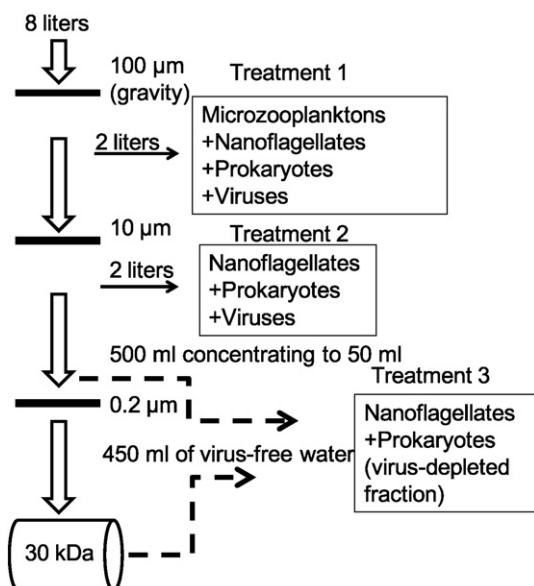 8 liters
100 µm
(gravity)
Treatment 1
Microzooplanktons
+Nanoflagellates
+Prokaryotes
+Viruses
2 liters
10 µm
Treatment 2
Nanoflagellates
+Prokaryotes
+Viruses
2 liters
500 ml concentrating to 50 ml
0.2 µm
Treatment 3
Nanoflagellates
+Prokaryotes
(virus-depleted
fraction)
450 ml of virus-free water
30 kDa